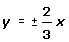 y = ± 2/3 x